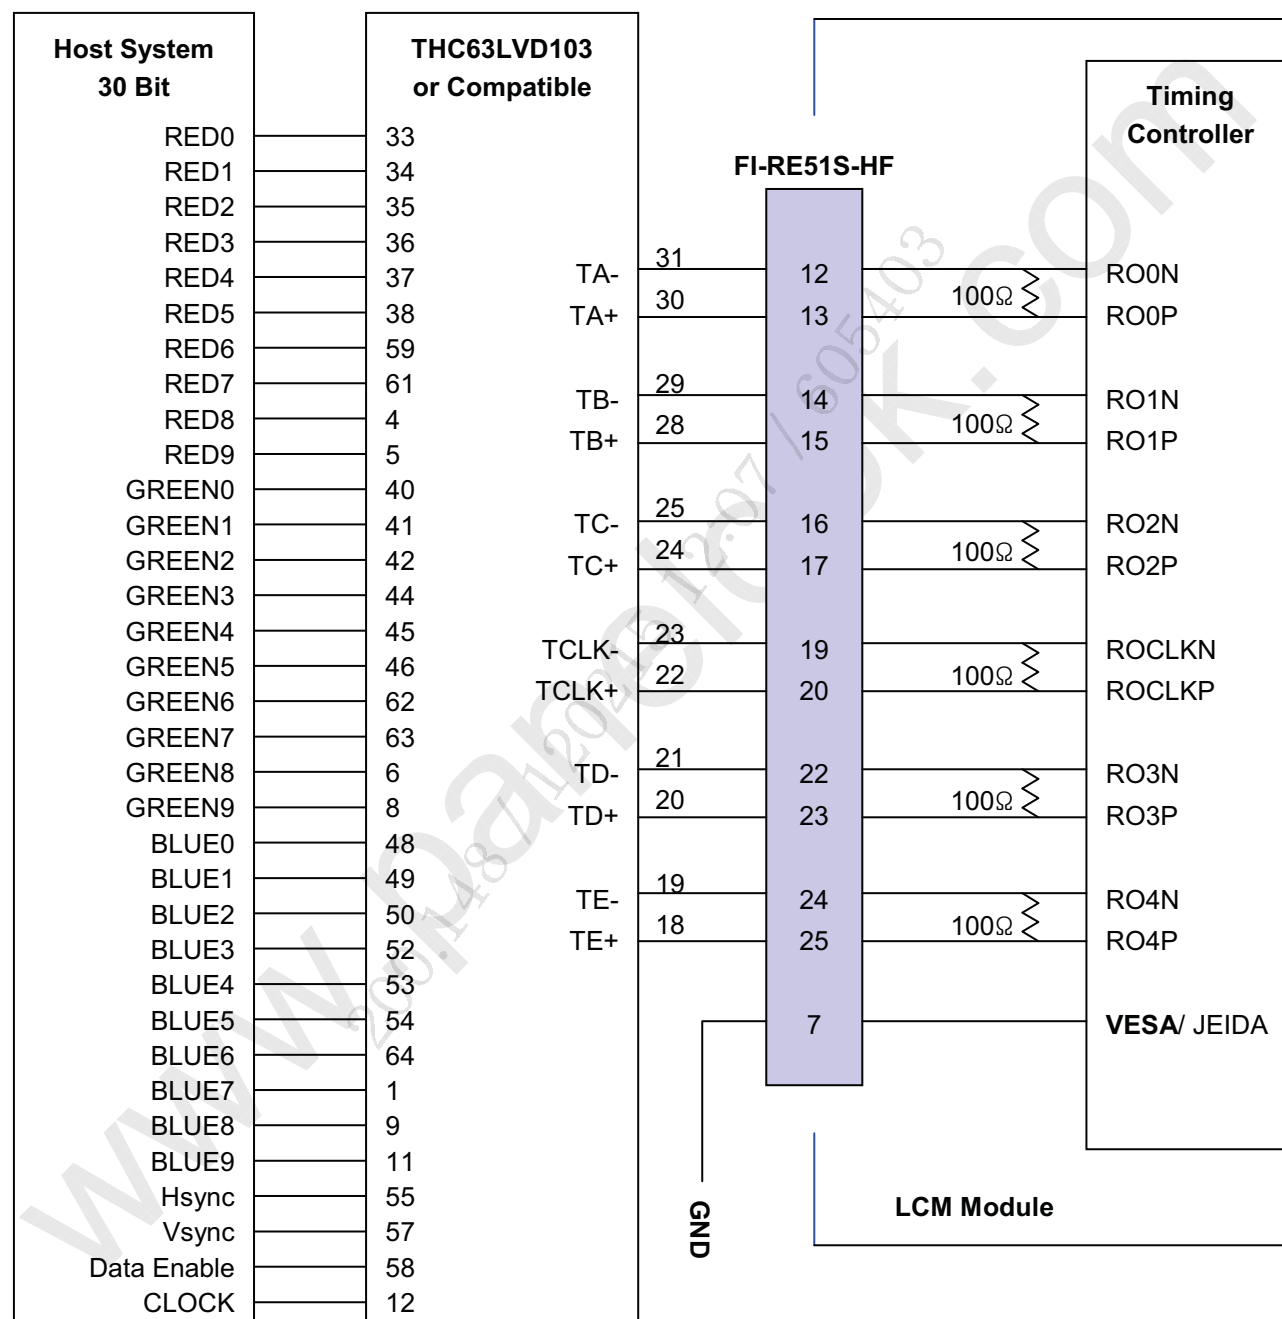 Host System
30 Bit
THC63LVD103
or Compatible
Timing
Controller
FI-RE51S-HF
RED0 33
RED1 34
RED2 35
RED3 36
RED4 37
RED5 38
RED6 59
RED7 61
RED8 4
RED9 5
GREEN0 40
GREEN1 41
GREEN2 42
GREEN3 44
GREEN4 45
GREEN5 46
GREEN6 62
GREEN7 63
GREEN8 6
GREEN9 8
BLUE0 48
BLUE1 49
BLUE2 50
BLUE3 52
BLUE4 53
BLUE5 54
BLUE6 64
BLUE7 1
BLUE8 9
BLUE9 11
Hsync 55
Vsync 57
Data Enable 58
CLOCK 12
TA- 31 12 RO0N
100Ω
TA+ 30 13 RO0P
TB- 29 14 RO1N
100Ω
TB+ 28 15 RO1P
TC- 25 16 RO2N
100Ω
TC+ 24 17 RO2P
TCLK- 23 19 ROCLKN
100Ω
TCLK+ 22 20 ROCLKP
TD- 21 22 RO3N
100Ω
TD+ 20 23 RO3P
TE- 19 24 RO4N
100Ω
TE+ 18 25 RO4P
7 VESA/ JEIDA
GND
LCM Module
www.panelook.com